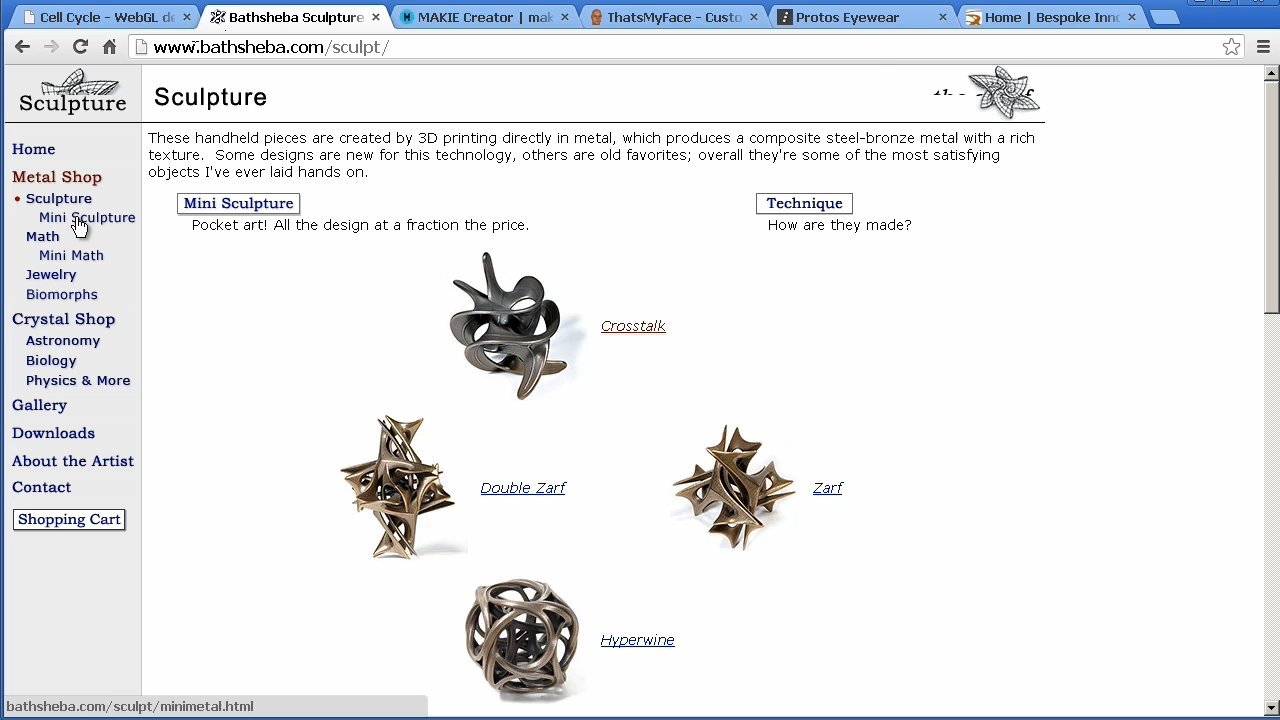 Cell Cycle - WebGL de
Bathsheba Sculpture
MAKIE Creator | mak
ThatsMyFace - Custo
Protos Eyewear
Home | Bespoke Inno
www.bathsheba.com/sculpt/
Sculpture
Sculpture
Home
Metal Shop
Sculpture
Mini Sculpture
Math
Mini Math
Jewelry
Biomorphs
Crystal Shop
Astronomy
Biology
Physics & More
Gallery
Downloads
About the Artist
Contact
Shopping Cart
These handheld pieces are created by 3D printing directly in metal, which produces a composite steel-bronze metal with a rich
texture. Some designs are new for this technology, others are old favorites; overall they're some of the most satisfying
objects I've ever laid hands on.
Mini Sculpture
Pocket art! All the design at a fraction the price.
Technique
How are they made?
Crosstalk
Double Zarf
Zarf
Hyperwine
bathsheba.com/sculpt/minimetal.html